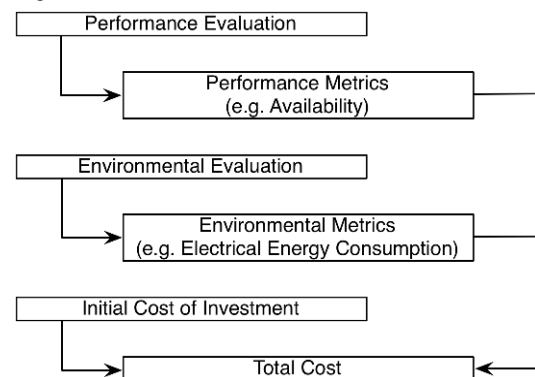 Performance Evaluation
Performance Metrics
(e.g. Availability)
Environmental Evaluation
Environmental Metrics
(e.g. Electrical Energy Consumption)
Initial Cost of Investment
Total Cost